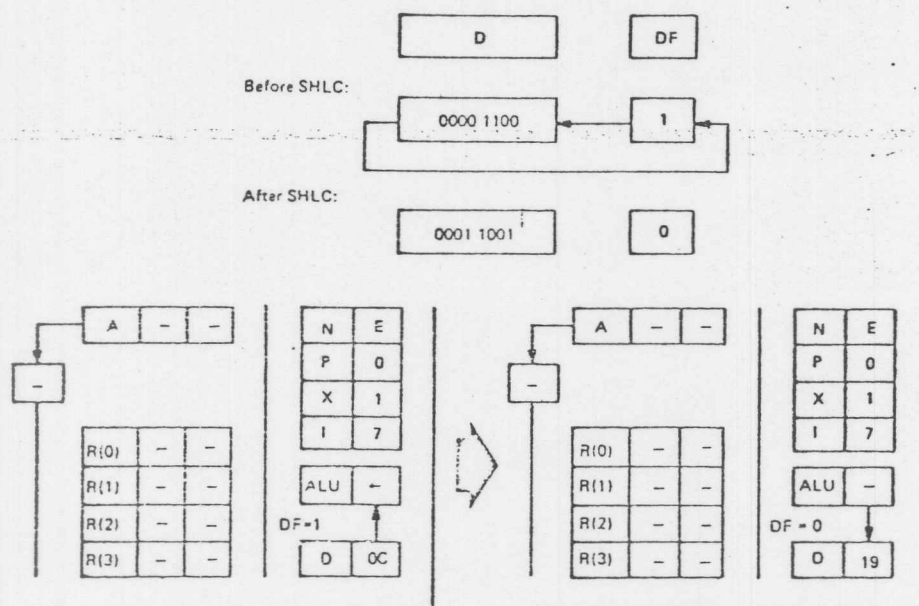 D DF
Before SHLC:
0000 1100 1
After SHLC:
0001 1001 0
A – –
–
R(0) – –
R(1) – –
R(2) – –
R(3) – –
N E
P 0
X 1
I 7
ALU –
DF=1
D 0C
A – –
–
R(0) – –
R(1) – –
R(2) – –
R(3) – –
N E
P 0
X 1
I 7
ALU –
DF = 0
D 19